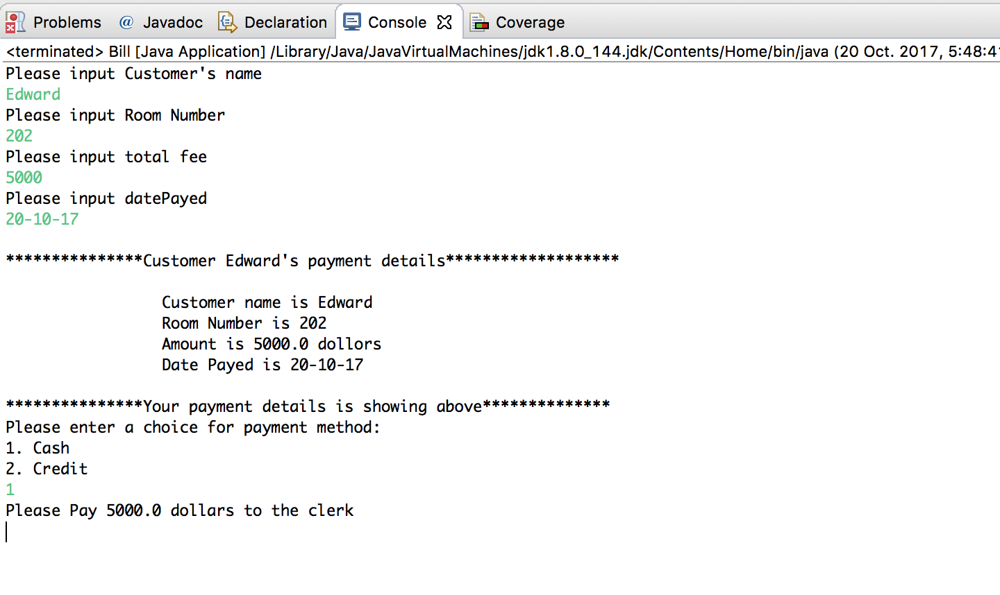 Problems @ Javadoc Declaration Console Coverage
<terminated> Bill [Java Application] /Library/Java/JavaVirtualMachines/jdk1.8.0_144.jdk/Contents/Home/bin/java (20 Oct. 2017, 5:48:4
Please input Customer's name
Edward
Please input Room Number
202
Please input total fee
5000
Please input datePayed
20-10-17
***************Customer Edward's payment details*******************
Customer name is Edward
Room Number is 202
Amount is 5000.0 dollors
Date Payed is 20-10-17
***************Your payment details is showing above**************
Please enter a choice for payment method:
1. Cash
2. Credit
1
Please Pay 5000.0 dollars to the clerk